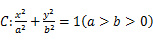 C: x²/a² + y²/b² = 1(a > b > 0)